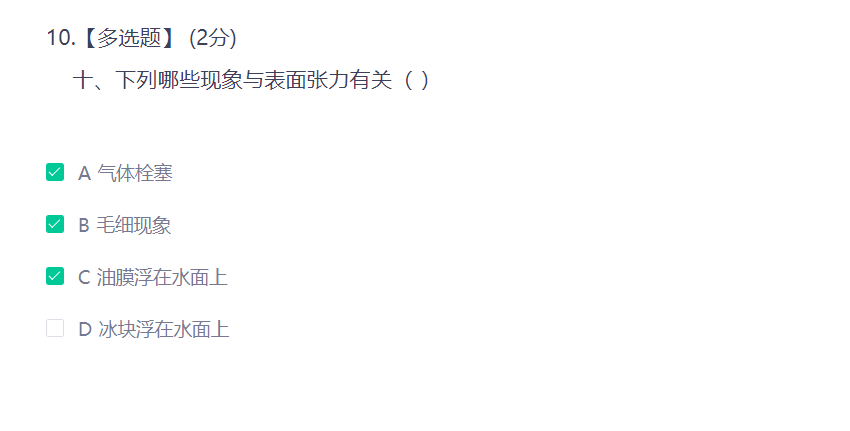 10.【多选题】 (2分)
十、下列哪些现象与表面张力有关（ ）
A 气体栓塞
B 毛细现象
C 油膜浮在水面上
D 冰块浮在水面上